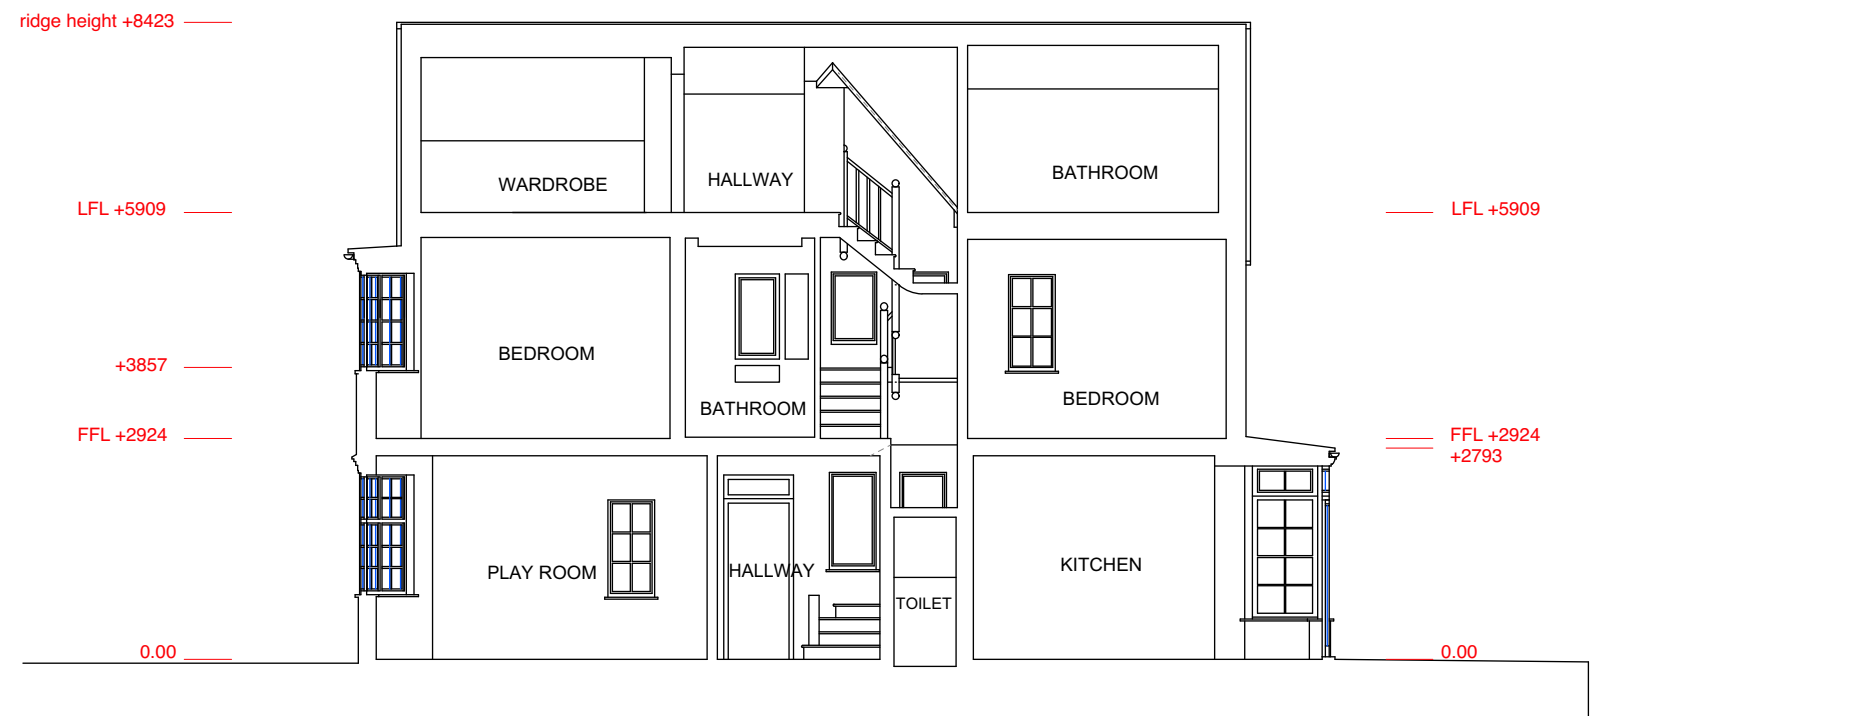 ridge height +8423
WARDROBE
HALLWAY
BATHROOM
LFL +5909
LFL +5909
BEDROOM
+3857
BATHROOM
BEDROOM
FFL +2924
FFL +2924
+2793
PLAY ROOM
HALLWAY
TOILET
KITCHEN
0.00
0.00